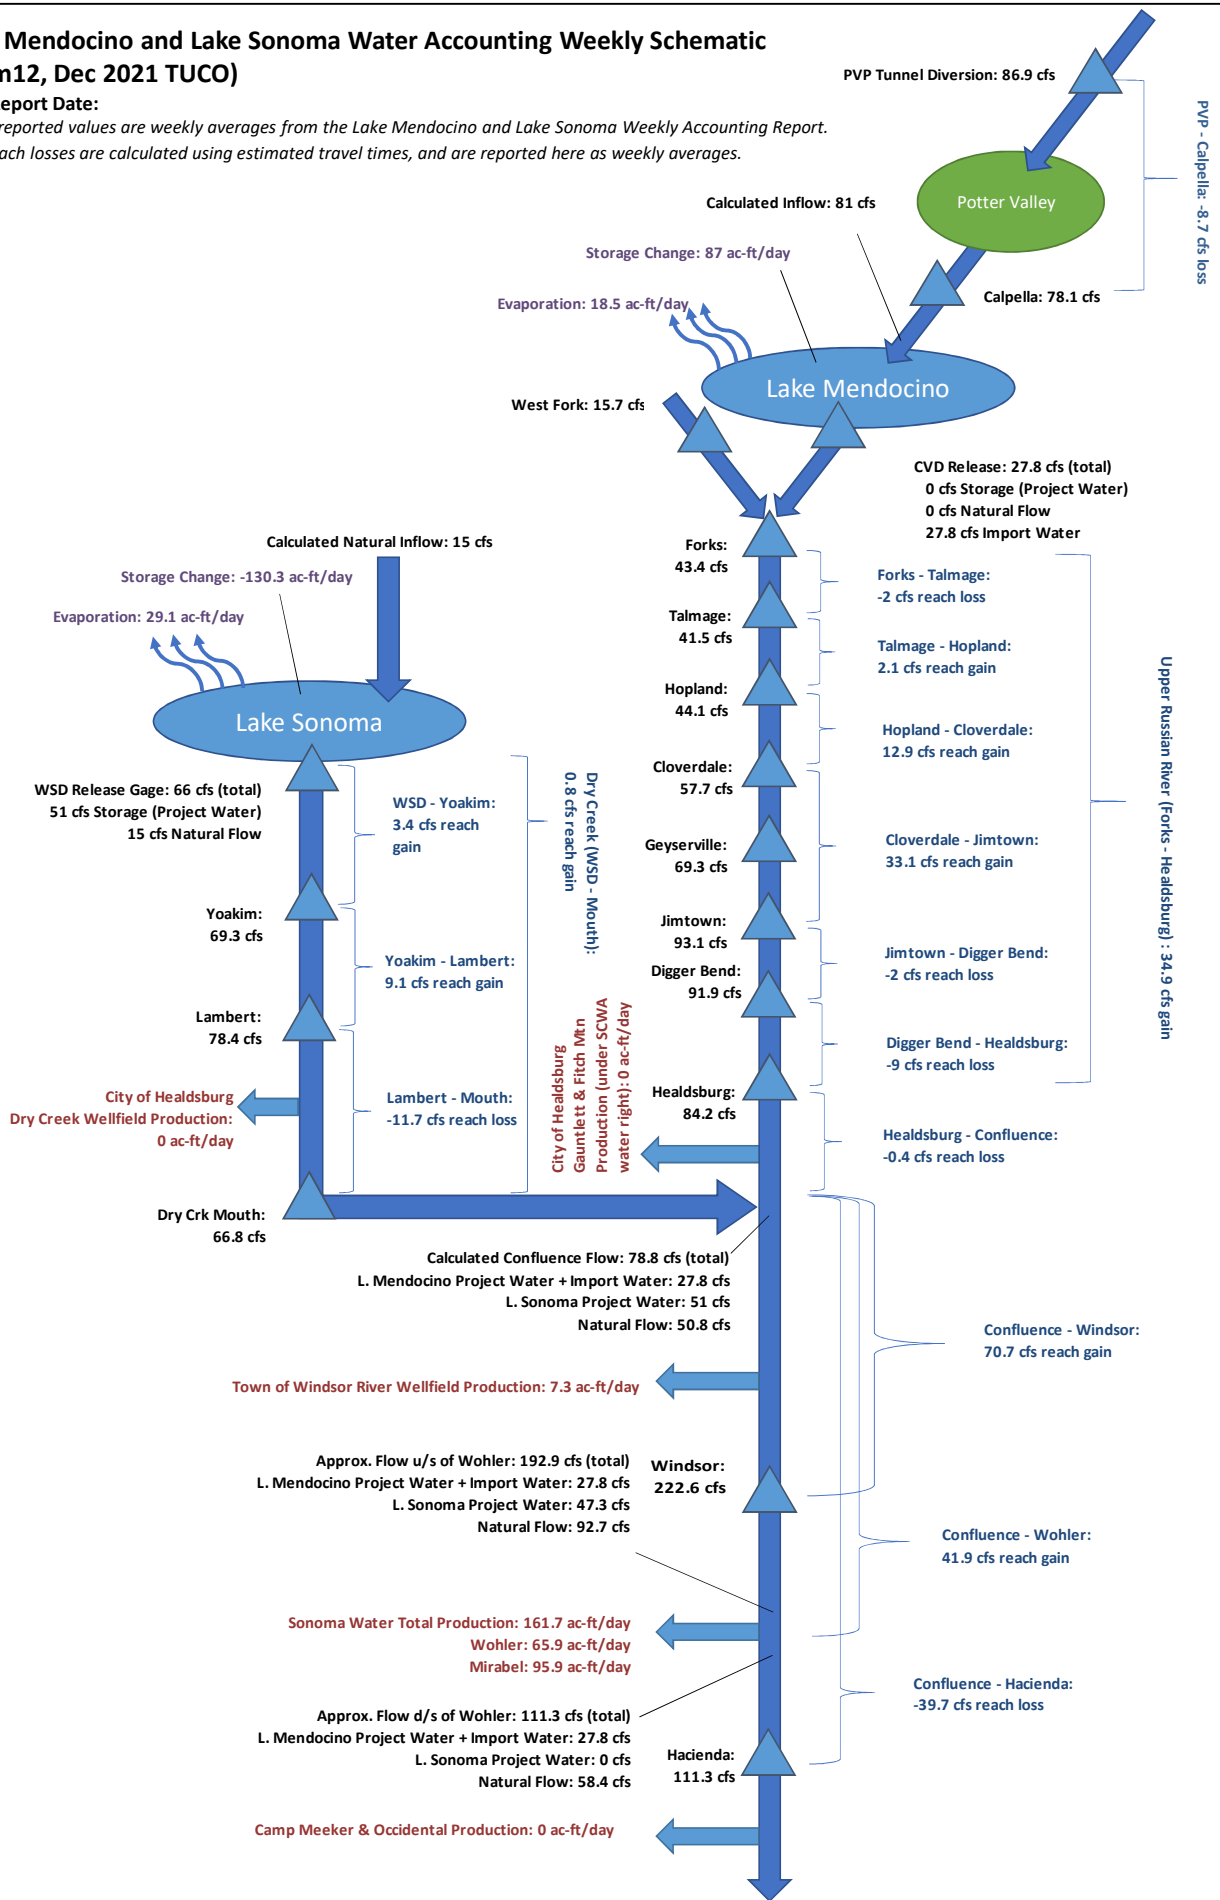 Mendocino and Lake Sonoma Water Accounting Weekly Schematic
m12, Dec 2021 TUCO)
Report Date:
reported values are weekly averages from the Lake Mendocino and Lake Sonoma Weekly Accounting Report.
ach losses are calculated using estimated travel times, and are reported here as weekly averages.
PVP Tunnel Diversion: 86.9 cfs
PVP - Calpella: -8.7 cfs loss
Potter Valley
Calculated Inflow: 81 cfs
Storage Change: 87 ac-ft/day
Evaporation: 18.5 ac-ft/day
Calpella: 78.1 cfs
Lake Mendocino
West Fork: 15.7 cfs
CVD Release: 27.8 cfs (total)
0 cfs Storage (Project Water)
0 cfs Natural Flow
27.8 cfs Import Water
Calculated Natural Inflow: 15 cfs
Storage Change: -130.3 ac-ft/day
Evaporation: 29.1 ac-ft/day
Lake Sonoma
Forks:
43.4 cfs
Forks - Talmage:
-2 cfs reach loss
Talmage:
41.5 cfs
Talmage - Hopland:
2.1 cfs reach gain
Hopland:
44.1 cfs
Hopland - Cloverdale:
12.9 cfs reach gain
Cloverdale:
57.7 cfs
Geyserville:
69.3 cfs
Cloverdale - Jimtown:
33.1 cfs reach gain
Jimtown:
93.1 cfs
Jimtown - Digger Bend:
-2 cfs reach loss
Digger Bend:
91.9 cfs
Digger Bend - Healdsburg:
-9 cfs reach loss
Healdsburg:
84.2 cfs
Healdsburg - Confluence:
-0.4 cfs reach loss
Upper Russian River (Forks - Healdsburg) : 34.9 cfs gain
WSD Release Gage: 66 cfs (total)
51 cfs Storage (Project Water)
15 cfs Natural Flow
WSD - Yoakim:
3.4 cfs reach
gain
Dry Creek (WSD - Mouth):
0.8 cfs reach gain
Yoakim:
69.3 cfs
Yoakim - Lambert:
9.1 cfs reach gain
Lambert:
78.4 cfs
City of Healdsburg
Dry Creek Wellfield Production:
0 ac-ft/day
Lambert - Mouth:
-11.7 cfs reach loss
City of Healdsburg
Gauntlett & Fitch Mtn
Production (under SCWA
water right): 0 ac-ft/day
Dry Crk Mouth:
66.8 cfs
Calculated Confluence Flow: 78.8 cfs (total)
L. Mendocino Project Water + Import Water: 27.8 cfs
L. Sonoma Project Water: 51 cfs
Natural Flow: 50.8 cfs
Confluence - Windsor:
70.7 cfs reach gain
Town of Windsor River Wellfield Production: 7.3 ac-ft/day
Approx. Flow u/s of Wohler: 192.9 cfs (total)
L. Mendocino Project Water + Import Water: 27.8 cfs
L. Sonoma Project Water: 47.3 cfs
Natural Flow: 92.7 cfs
Windsor:
222.6 cfs
Confluence - Wohler:
41.9 cfs reach gain
Sonoma Water Total Production: 161.7 ac-ft/day
Wohler: 65.9 ac-ft/day
Mirabel: 95.9 ac-ft/day
Confluence - Hacienda:
-39.7 cfs reach loss
Approx. Flow d/s of Wohler: 111.3 cfs (total)
L. Mendocino Project Water + Import Water: 27.8 cfs
L. Sonoma Project Water: 0 cfs
Natural Flow: 58.4 cfs
Hacienda:
111.3 cfs
Camp Meeker & Occidental Production: 0 ac-ft/day